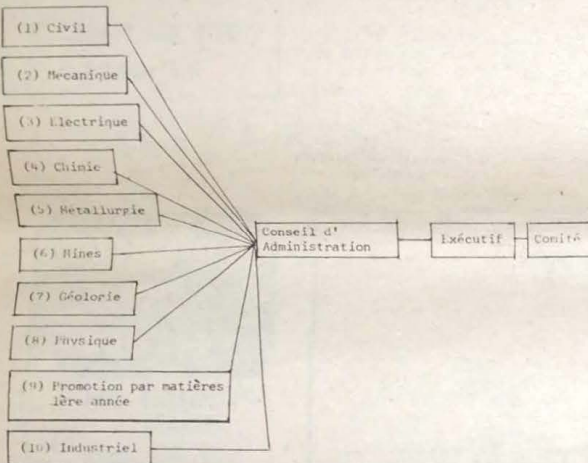 (1) Civil
(2) Mecanique
(3) Electrique
(4) Chimie
(5) Métallurgie
(6) Mines
(7) Géologie
(8) Physique
(9) Promotion par matières
1ère année
(10) Industriel
Conseil d'
Administration
Exécutif
Comité